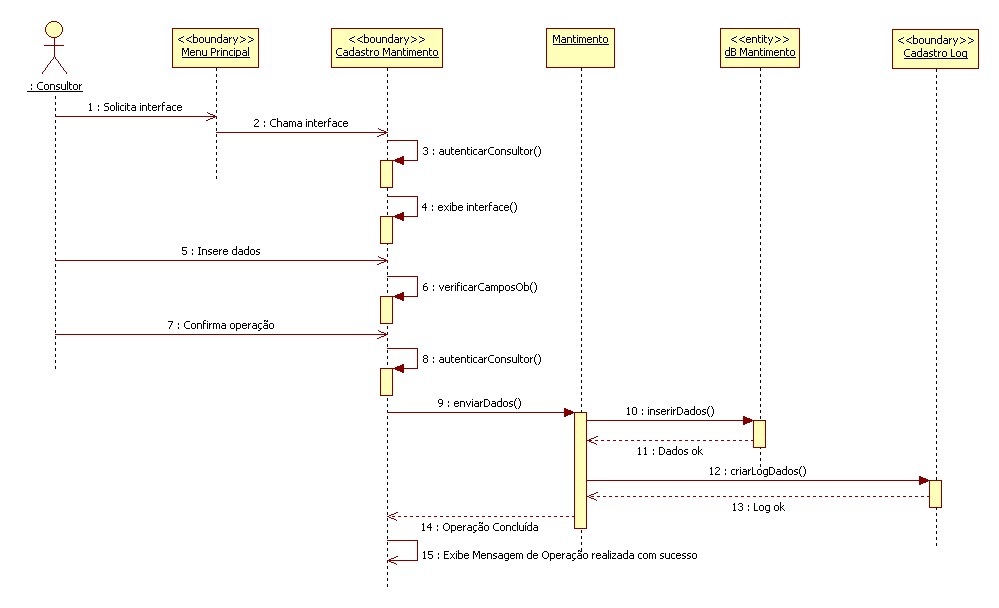 <<boundary>>
Menu Principal
<<boundary>>
Cadastro Mantimento
Mantimento
<<entity>>
dB Mantimento
<<boundary>>
Cadastro Log
: Consultor
1 : Solicita interface
2 : Chama interface
3 : autenticarConsultor()
4 : exibe interface()
5 : Insere dados
6 : verificarCamposOb()
7 : Confirma operação
8 : autenticarConsultor()
9 : enviarDados()
10 : inserirDados()
11 : Dados ok
12 : criarLogDados()
13 : Log ok
14 : Operação Concluída
15 : Exibe Mensagem de Operação realizada com sucesso